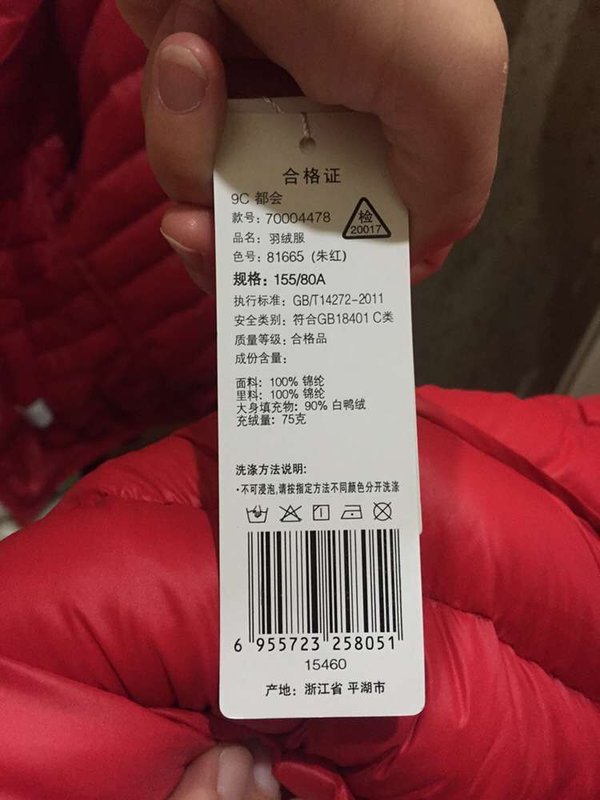 合格证
9C 都会
款号: 70004478
检
20017
品名: 羽绒服
色号: 81665 (朱红)
规格: 155/80A
执行标准: GB/T14272-2011
安全类别: 符合GB18401 C类
质量等级: 合格品
成份含量:
面料: 100% 锦纶
里料: 100% 锦纶
大身填充物: 90% 白鸭绒
充绒量: 75克
洗涤方法说明:
·不可浸泡,请按指定方法不同颜色分开洗涤
6 955723 258051
15460
产地: 浙江省 平湖市